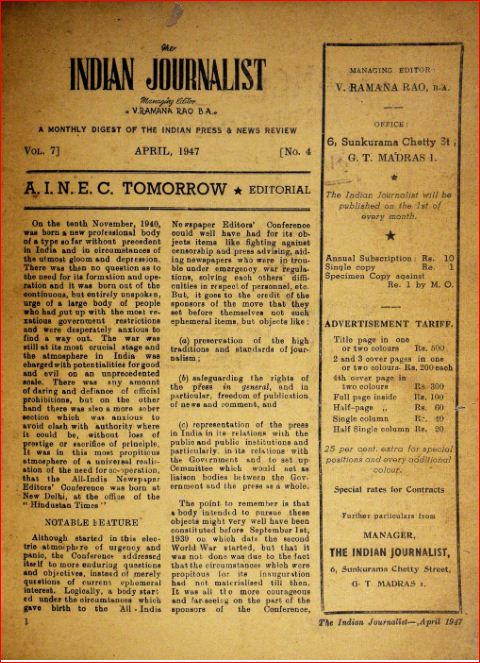 The
INDIAN JOURNALIST
Managing Editor
V. RAMANA RAO B.A.
A MONTHLY DIGEST OF THE INDIAN PRESS & NEWS REVIEW
VOL. 7] APRIL, 1947 [No. 4
A.I.N.E.C. TOMORROW ★ EDITORIAL
On the tenth November, 1940,
was born a new professional body
of a type so far without precedent
in India and in circumstances of
the utmost gloom and depression.
There was then no question as to
the need for its formation and ope-
ration and it was born out of the
continuous, but entirely unspoken,
urge of a large body of people
who had put up with the most ve-
xatious government restrictions
and were desperately anxious to
find a way out. The war was
still at its most crucial stage and
the atmosphere in India was
charged with potentialities for good
and evil on an unprecedented
scale. There was any amount
of daring and defiance of official
prohibitions, but on the other
hand there was also a more sober
section which was anxious to
avoid clash with authority where
it could be, without loss of
prestige or sacrifice of principle.
It was in this most propitious
atmosphere of a universal realis-
ation of the need for co-operation,
that the All-India Newspaper
Editors' Conference was born at
New Delhi, at the office of the
"Hindustan Times"
NOTABLE FEATURE
Although started in this elec-
tric atmosphere of urgency and
panic, the Conference addressed
itself to more enduring questions
and objectives, instead of merely
questions of current ephemeral
interest. Logically, a body start
ed under the circumstances which
gave birth to the All-India
Newspaper Editors' Conference
could well have had for its ob-
jects items like fighting against
censorship and press advising, aid-
ing newspapers who were in trou-
ble under emergency war regula-
tions, solving each others' diffi-
culties in respect of personnel, etc.
But, it goes to the credit of the
sponsors of the move that they
set before themselves not such
ephemeral items, but objects like:
(a) preservation of the high
traditions and standards of jour-
nalism;
(b) safeguarding the rights of
the press in general, and in
particular, freedom of publication
of news and comment, and
(c) representation of the press
in India in its relations with the
public and public institutions and
particularly, in its relations with
the Government and to set up
Committee which would act as
liaison bodies between the Gov-
ernment and the press as a whole.
The point to remember is that
a body intended to pursue these
objects might very well have been
constituted before September 1st,
1939 on which date the second
World War started, but that it
was not done was due to the fact
that the circumstances which were
propitous for its inauguration
had not materialised till then.
It was all the more courageous
and far-seeing on the part of the
sponsors of the Conference,
MANAGING EDITOR:
V. RAMANA RAO, B.A.
OFFICE:
6, Sunkurama Chetty St.,
G. T. MADRAS 1.
★
The Indian Journalist will be
published on the 1st of
every month.
★
Annual Subscription: Rs. 10
Single copy Re. 1
Specimen Copy against
Re. 1 by M. O.
ADVERTISEMENT TARIFF.
Title page in one
or two colours Rs. 500
2 and 3 cover pages in one
or two colours- Rs. 200 each
4th cover page in
two colours Rs. 300
Full page inside Rs. 100
Half-page ,, Rs. 60
Single column Rs. 40
Half Single column Rs. 20
25 per cent. extra for special
positions and every additional
colour.
Special rates for Contracts
Further particulars from
MANAGER,
THE INDIAN JOURNALIST,
6, Sunkurama Chetty Street,
G. T. MADRAS 1.
1
The Indian Journalist—,April 1947